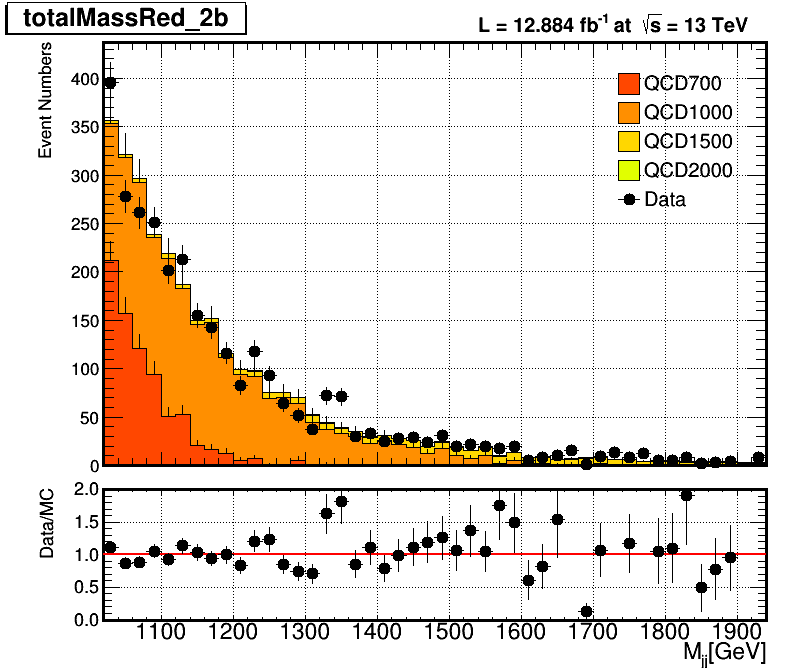 totalMassRed_2b
L = 12.884 fb⁻¹ at √s = 13 TeV
Event Numbers
400
350
300
250
200
150
100
50
0
QCD700
QCD1000
QCD1500
QCD2000
Data
Data/MC
2.0
1.5
1.0
0.5
0.0
1100 1200 1300 1400 1500 1600 1700 1800 1900
M_jj[GeV]